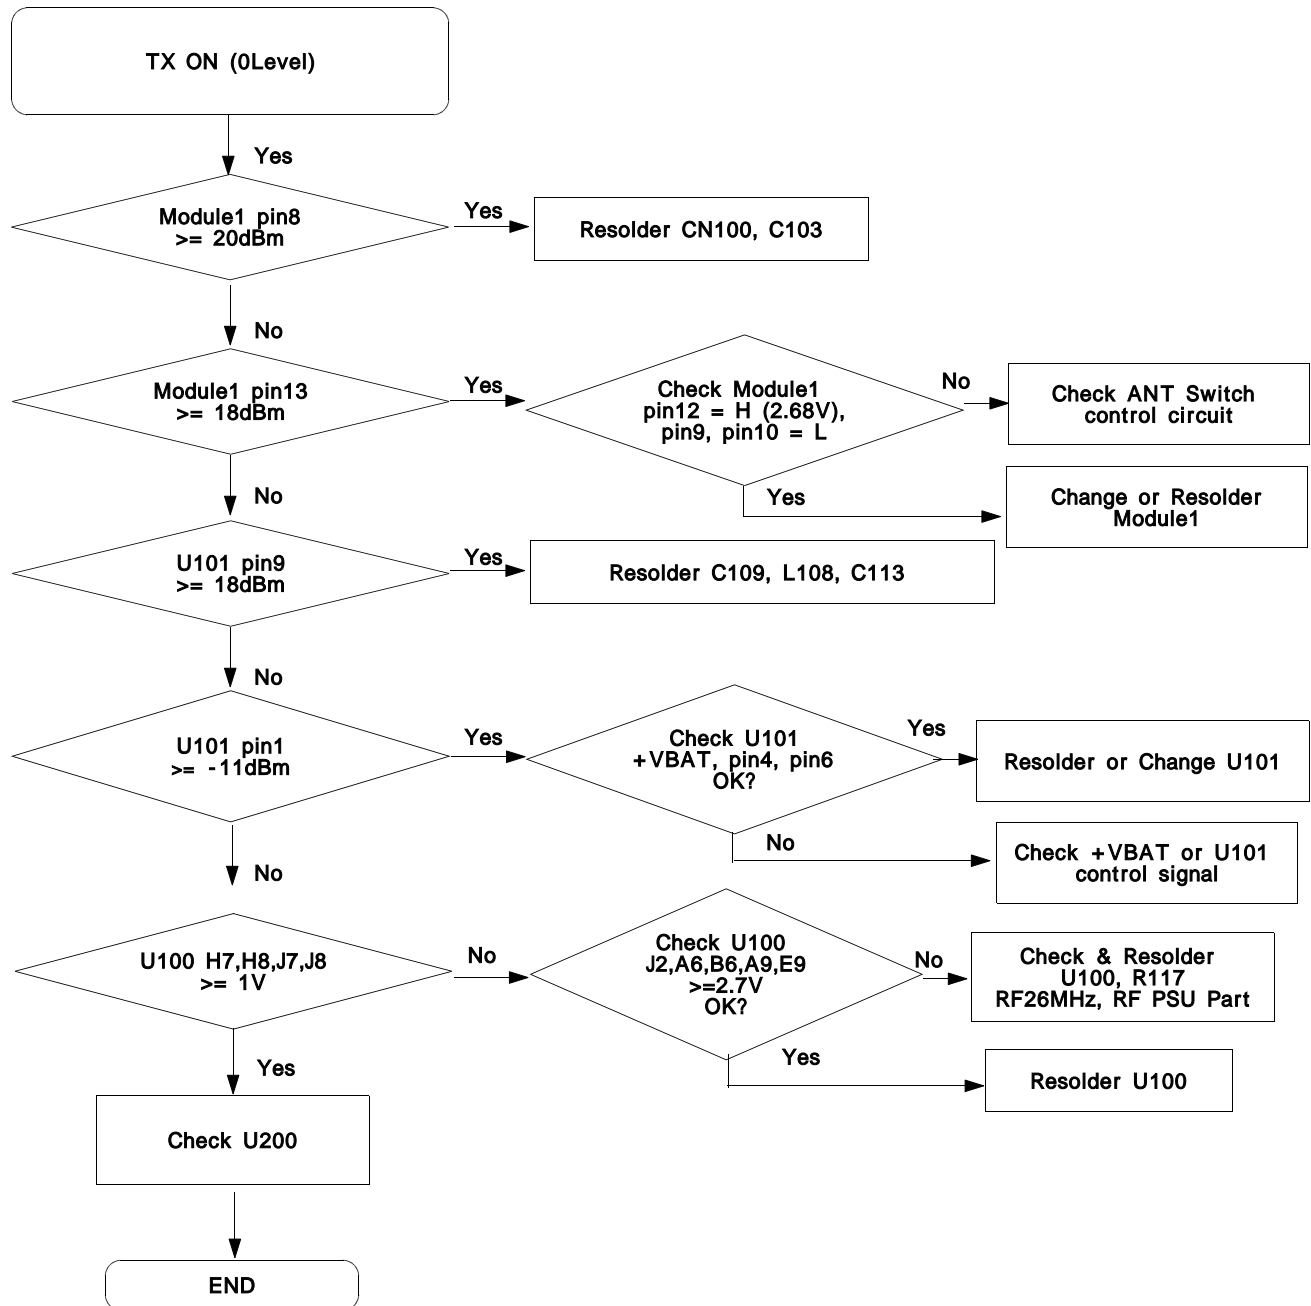 TX ON (0Level)
Yes
Module1 pin8
>= 20dBm
Yes
Resolder CN100, C103
No
Module1 pin13
>= 18dBm
Yes
Check Module1
pin12 = H (2.68V),
pin9, pin10 = L
No
Check ANT Switch
control circuit
Yes
Change or Resolder
Module1
No
U101 pin9
>= 18dBm
Yes
Resolder C109, L108, C113
No
U101 pin1
>= -11dBm
Yes
Check U101
+VBAT, pin4, pin6
OK?
Yes
Resolder or Change U101
No
Check +VBAT or U101
control signal
No
U100 H7,H8,J7,J8
>= 1V
No
Check U100
J2,A6,B6,A9,E9
>=2.7V
OK?
No
Check & Resolder
U100, R117
RF26MHz, RF PSU Part
Yes
Resolder U100
Yes
Check U200
END